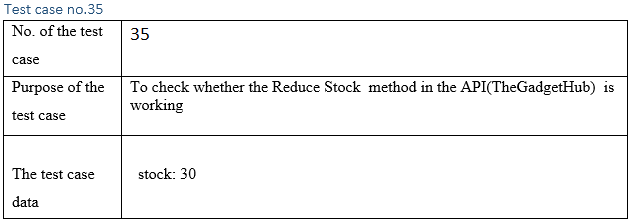 Test case no.35
No. of the test
case
35
Purpose of the
test case
To check whether the Reduce Stock method in the API(TheGadgetHub) is
working
The test case
data
stock: 30